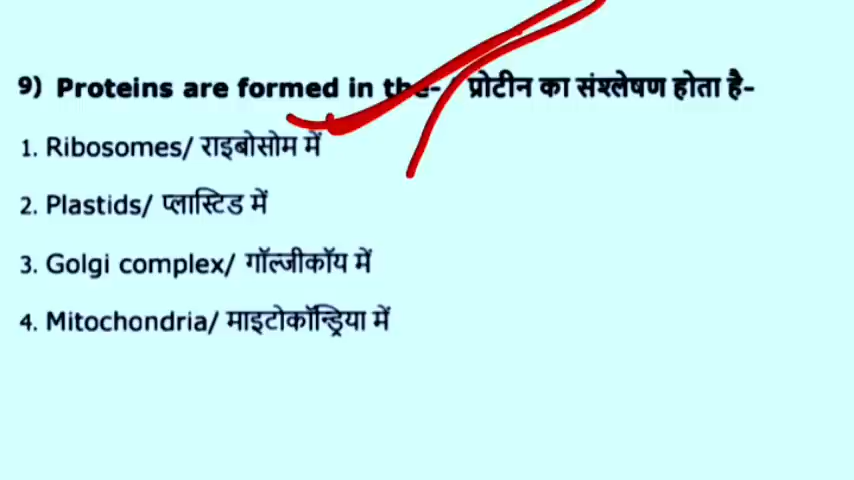 9) Proteins are formed in the- / प्रोटीन का संश्लेषण होता है-
1. Ribosomes/ राइबोसोम में
2. Plastids/ प्लास्टिड में
3. Golgi complex/ गॉल्जीकॉय में
4. Mitochondria/ माइटोकॉन्ड्रिया में